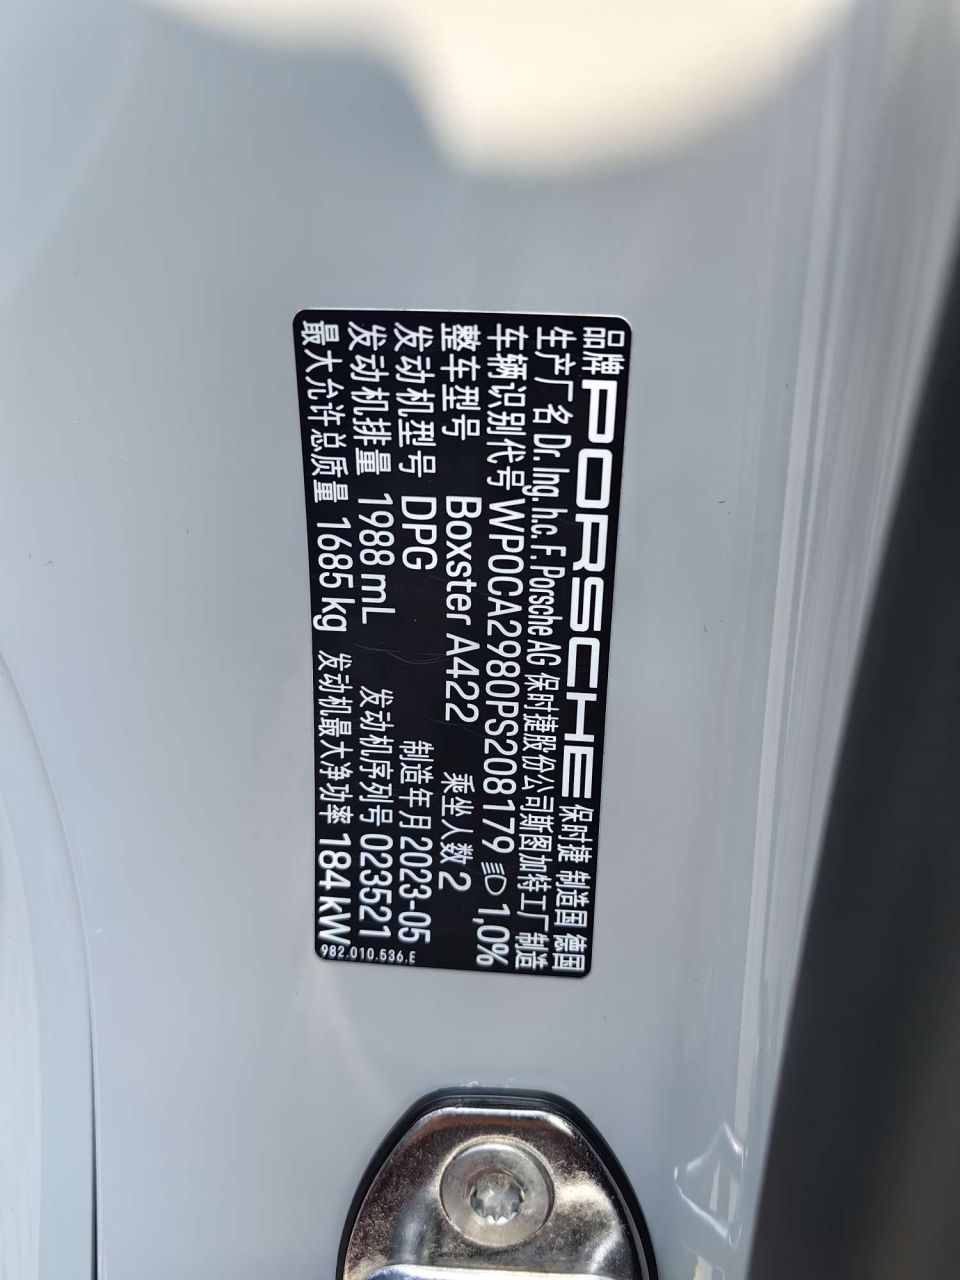 品牌 PORSCHE 保时捷 制造国 德国
生产厂名 Dr. Ing. h.c. F. Porsche AG 保时捷股份公司斯图加特工厂制造
车辆识别代号 WP0CA2980PS208179 1,0%
整车型号 Boxster A422 乘坐人数 2
发动机型号 DPG 制造年月 2023-05
发动机排量 1988 mL 发动机序列号 023521
最大允许总质量 1685 kg 发动机最大净功率 184 kW
982.010.536.E